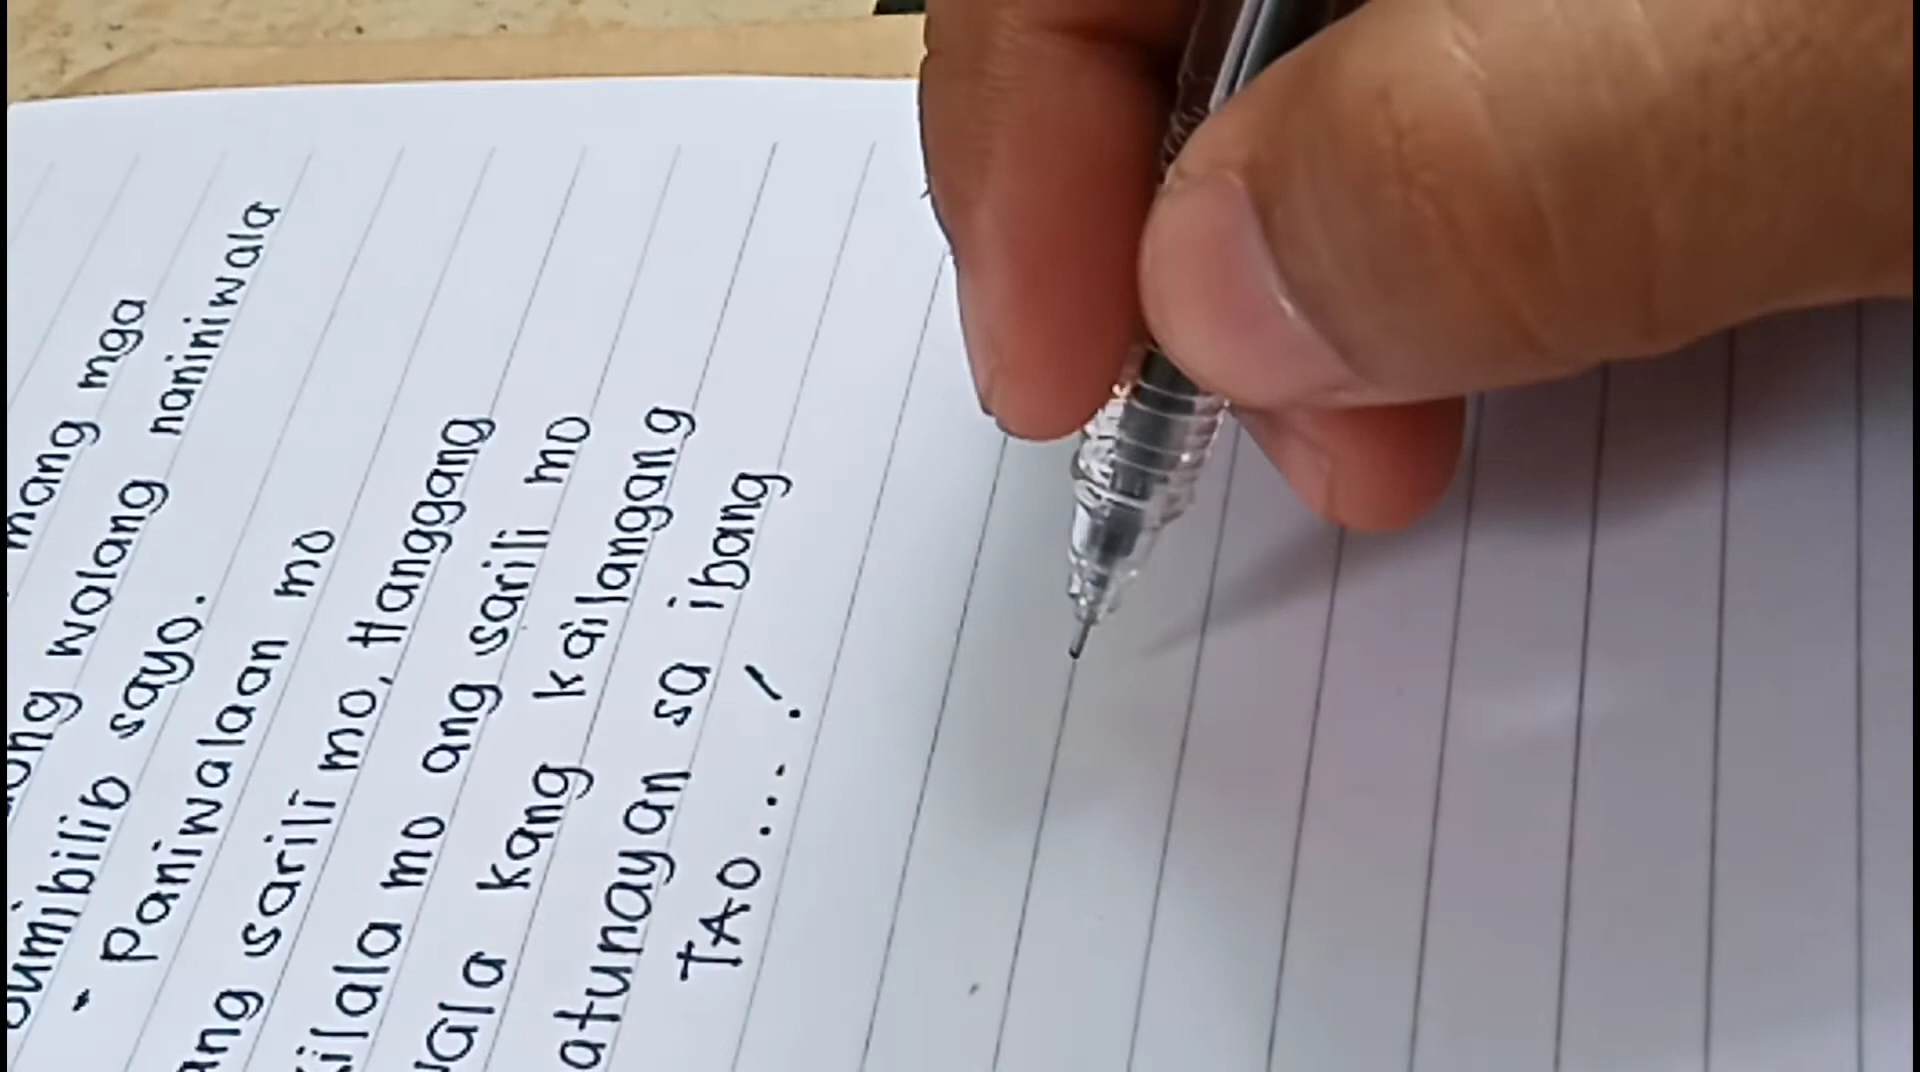 mang mga
walang naniniwala
bumibilib sayo.
- Paniwalaan mo
ang sarili mo, Hanggang
kilala mo ang sarili mo
wala kang kailangang
patunayan sa ibang
TAO....!